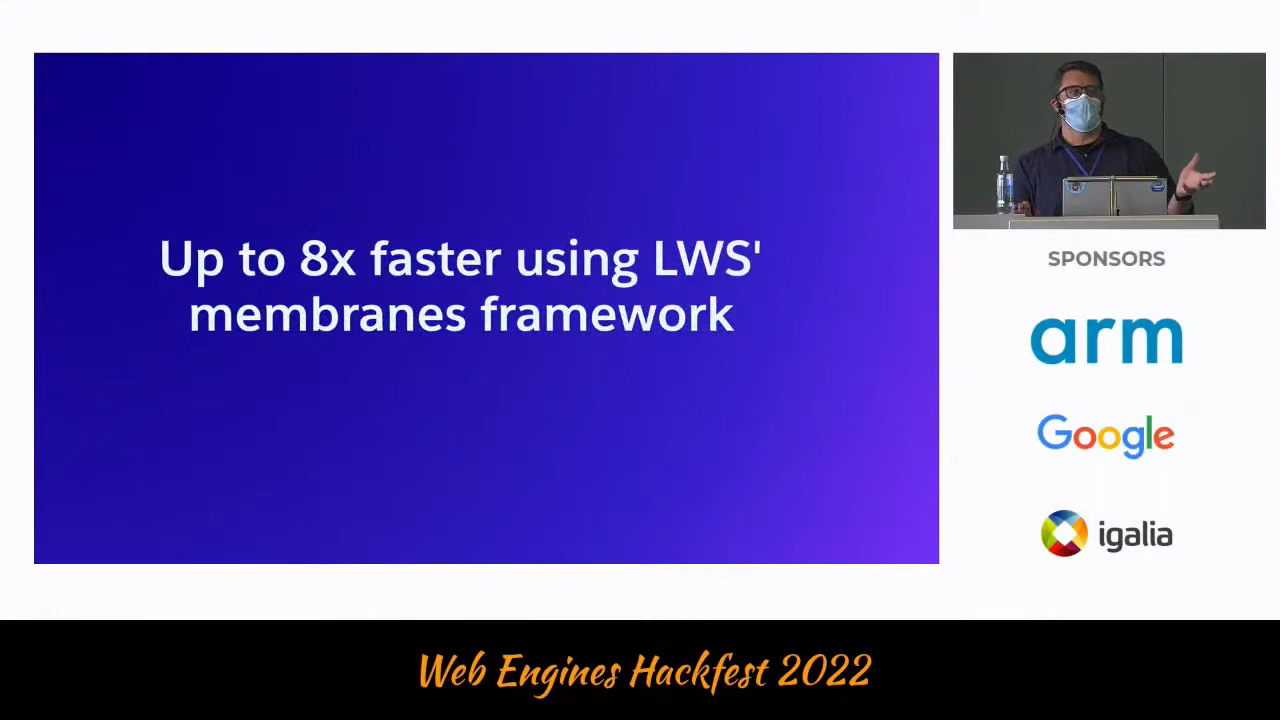 Up to 8x faster using LWS'
membranes framework
SPONSORS
arm
Google
igalia
Web Engines Hackfest 2022